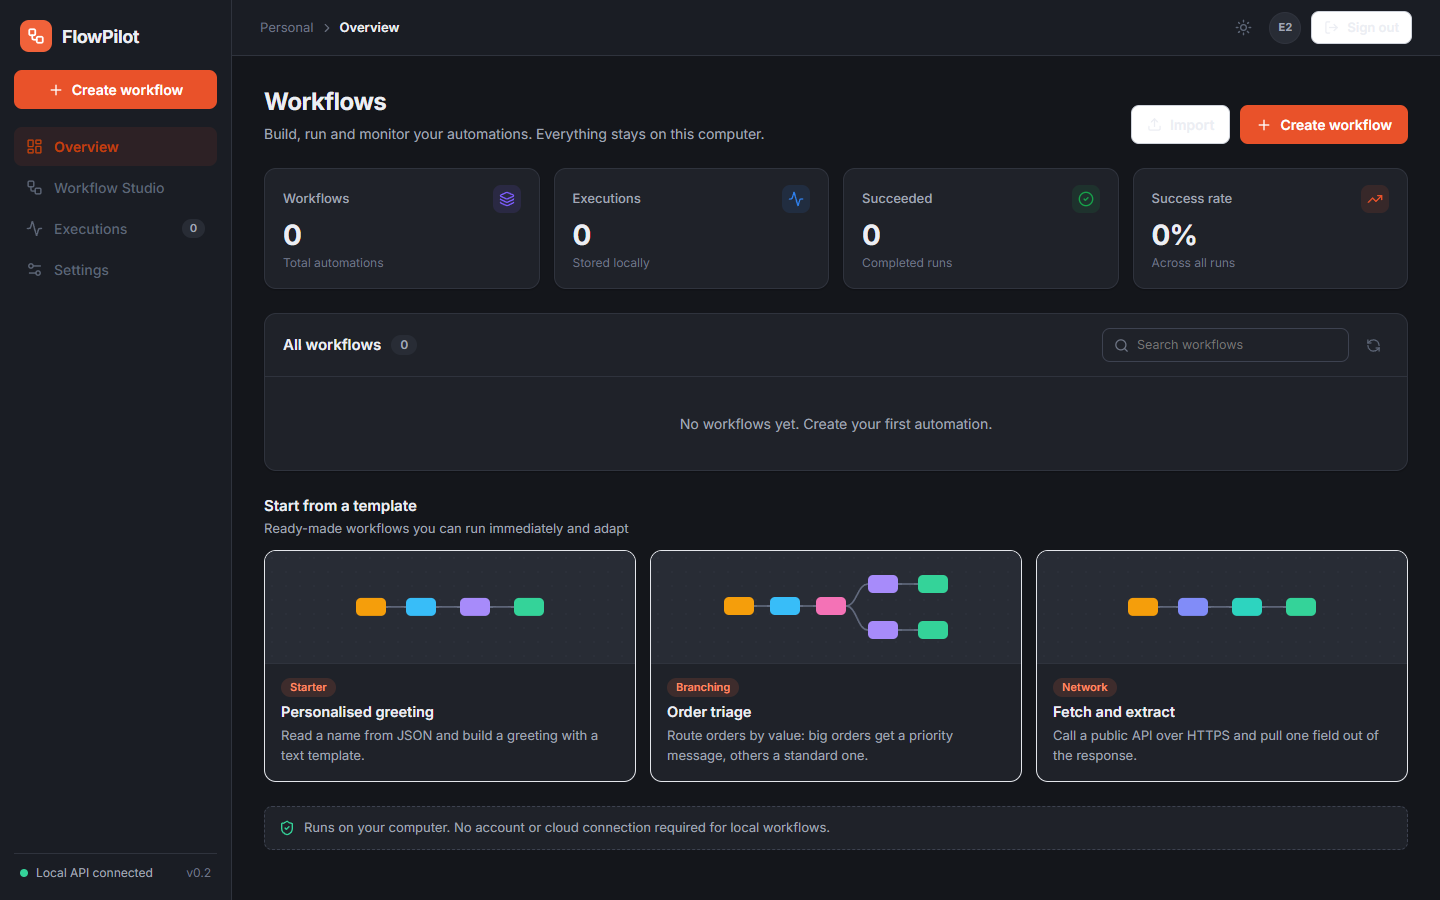 FlowPilot
Create workflow
Overview
Workflow Studio
Executions 0
Settings
Local API connected v0.2
Personal > Overview
E2
Sign out
Workflows
Build, run and monitor your automations. Everything stays on this computer.
Import
Create workflow
Workflows
0
Total automations
Executions
0
Stored locally
Succeeded
0
Completed runs
Success rate
0%
Across all runs
All workflows 0
Search workflows
No workflows yet. Create your first automation.
Start from a template
Ready-made workflows you can run immediately and adapt
Starter
Personalised greeting
Read a name from JSON and build a greeting with a
text template.
Branching
Order triage
Route orders by value: big orders get a priority
message, others a standard one.
Network
Fetch and extract
Call a public API over HTTPS and pull one field out of
the response.
Runs on your computer. No account or cloud connection required for local workflows.